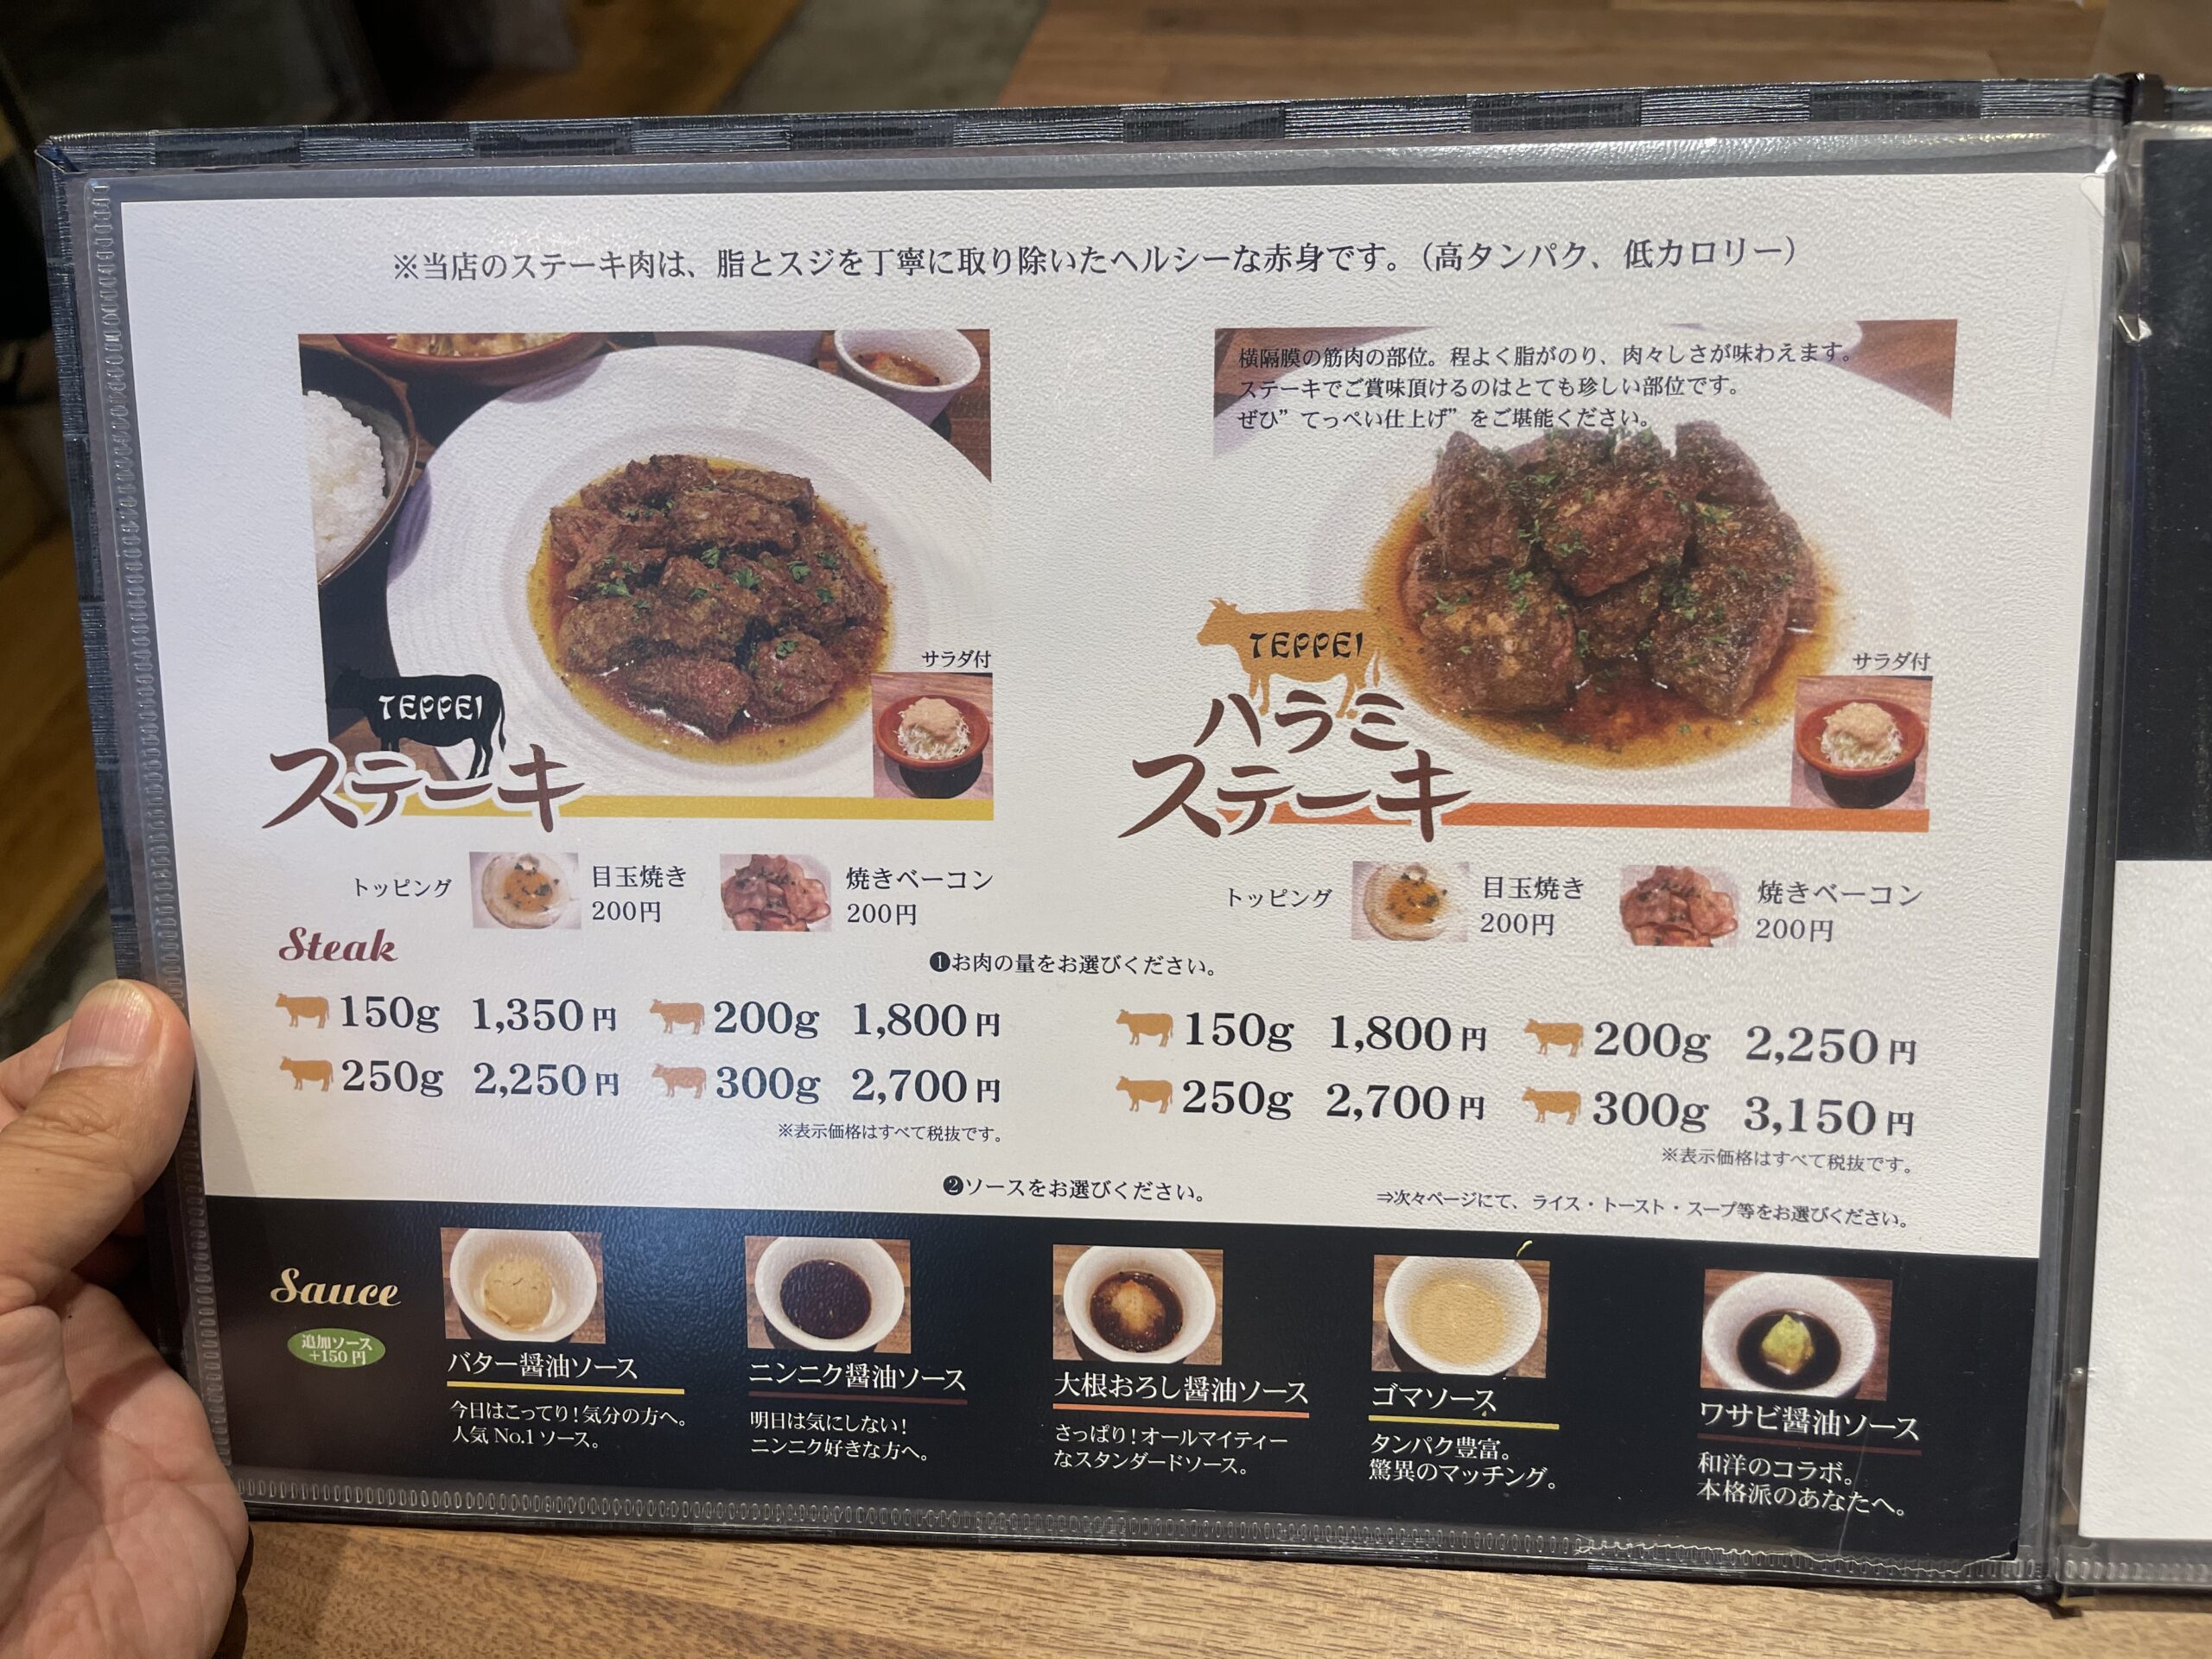 ※当店のステーキ肉は、脂とスジを丁寧に取り除いたヘルシーな赤身です。（高タンパク、低カロリー）
サラダ付
TEPPEI
ステーキ
トッピング
目玉焼き
200円
焼きベーコン
200円
横隔膜の筋肉の部位。程よく脂がのり、肉々しさが味わえます。
ステーキでご賞味頂けるのはとても珍しい部位です。
ぜひ”てっぺい仕上げ”をご堪能ください。
サラダ付
TEPPEI
ハラミ
ステーキ
トッピング
目玉焼き
200円
焼きベーコン
200円
Steak
❶お肉の量をお選びください。
150g 1,350円 200g 1,800円
250g 2,250円 300g 2,700円
※表示価格はすべて税抜です。
150g 1,800円 200g 2,250円
250g 2,700円 300g 3,150円
※表示価格はすべて税抜です。
❷ソースをお選びください。
⇒次々ページにて、ライス・トースト・スープ等をお選びください。
Sauce
追加ソース
+150円
バター醤油ソース
今日はこってり！気分の方へ。
人気 No.1 ソース。
ニンニク醤油ソース
明日は気にしない！
ニンニク好きな方へ。
大根おろし醤油ソース
さっぱり！オールマイティー
なスタンダードソース。
ゴマソース
タンパク豊富。
驚異のマッチング。
ワサビ醤油ソース
和洋のコラボ。
本格派のあなたへ。